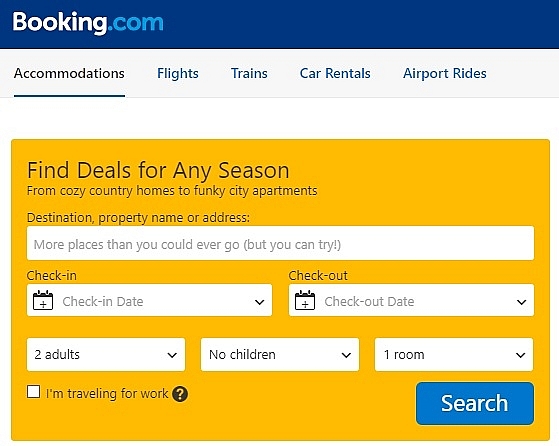 Booking.com
Accommodations Flights Trains Car Rentals Airport Rides
Find Deals for Any Season
From cozy country homes to funky city apartments
Destination, property name or address:
More places than you could ever go (but you can try!)
Check-in Check-out
Check-in Date Check-out Date
2 adults No children 1 room
I'm traveling for work ?
Search